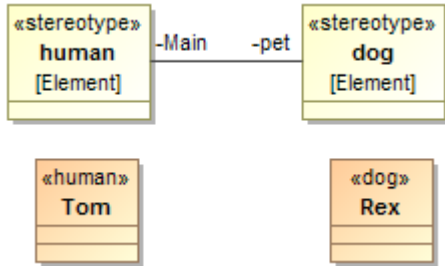 «stereotype»
human
[Element]
-Main
-pet
«stereotype»
dog
[Element]
«human»
Tom
«dog»
Rex